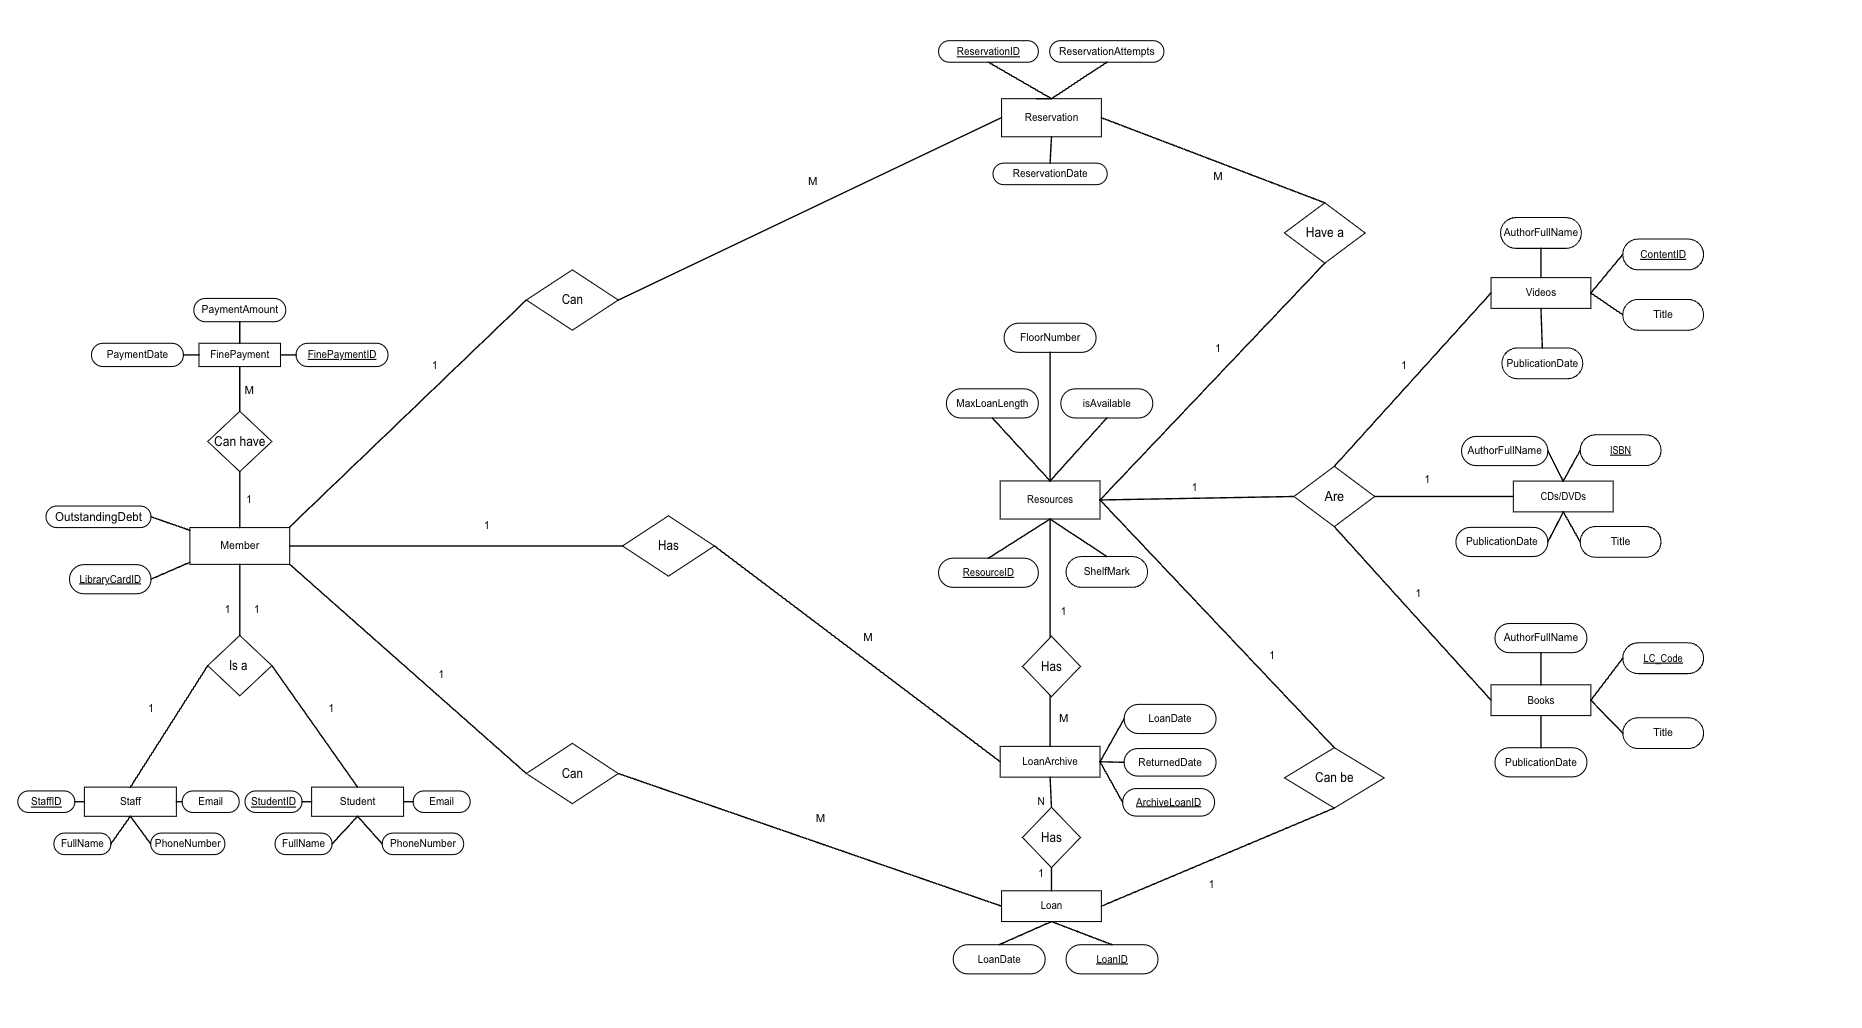 ReservationID
ReservationAttempts
Reservation
ReservationDate
M
M
Have a
Can
1
1
AuthorFullName
ContentID
Videos
Title
PublicationDate
1
PaymentAmount
PaymentDate
FinePayment
FinePaymentID
M
Can have
1
FloorNumber
MaxLoanLength
isAvailable
Resources
ResourceID
ShelfMark
1
Are
1
AuthorFullName
ISBN
CDs/DVDs
PublicationDate
Title
OutstandingDebt
Member
LibraryCardID
1
Has
M
1
1
Is a
1
1
1
Has
M
1
1
AuthorFullName
LC_Code
Books
Title
PublicationDate
StaffID
Staff
Email
FullName
PhoneNumber
StudentID
Student
Email
FullName
PhoneNumber
1
Can
M
LoanDate
LoanArchive
ReturnedDate
ArchiveLoanID
Can be
N
Has
1
1
Loan
LoanDate
LoanID